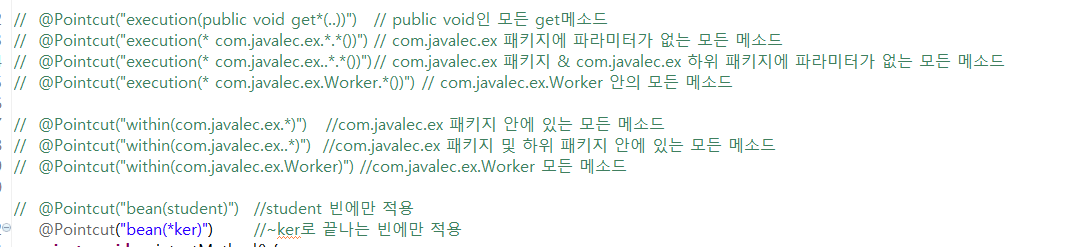 // @Pointcut("execution(public void get*(..))") // public void인 모든 get메소드
// @Pointcut("execution(* com.javalec.ex.*.*())") // com.javalec.ex 패키지에 파라미터가 없는 모든 메소드
// @Pointcut("execution(* com.javalec.ex..*.*())") // com.javalec.ex 패키지 & com.javalec.ex 하위 패키지에 파라미터가 없는 모든 메소드
// @Pointcut("execution(* com.javalec.ex.Worker.*())") // com.javalec.ex.Worker 안의 모든 메소드
// @Pointcut("within(com.javalec.ex.*)") //com.javalec.ex 패키지 안에 있는 모든 메소드
// @Pointcut("within(com.javalec.ex..*)") //com.javalec.ex 패키지 및 하위 패키지 안에 있는 모든 메소드
// @Pointcut("within(com.javalec.ex.Worker)") //com.javalec.ex.Worker 모든 메소드
// @Pointcut("bean(student)") //student 빈에만 적용
@Pointcut("bean(*ker)") //~ker로 끝나는 빈에만 적용